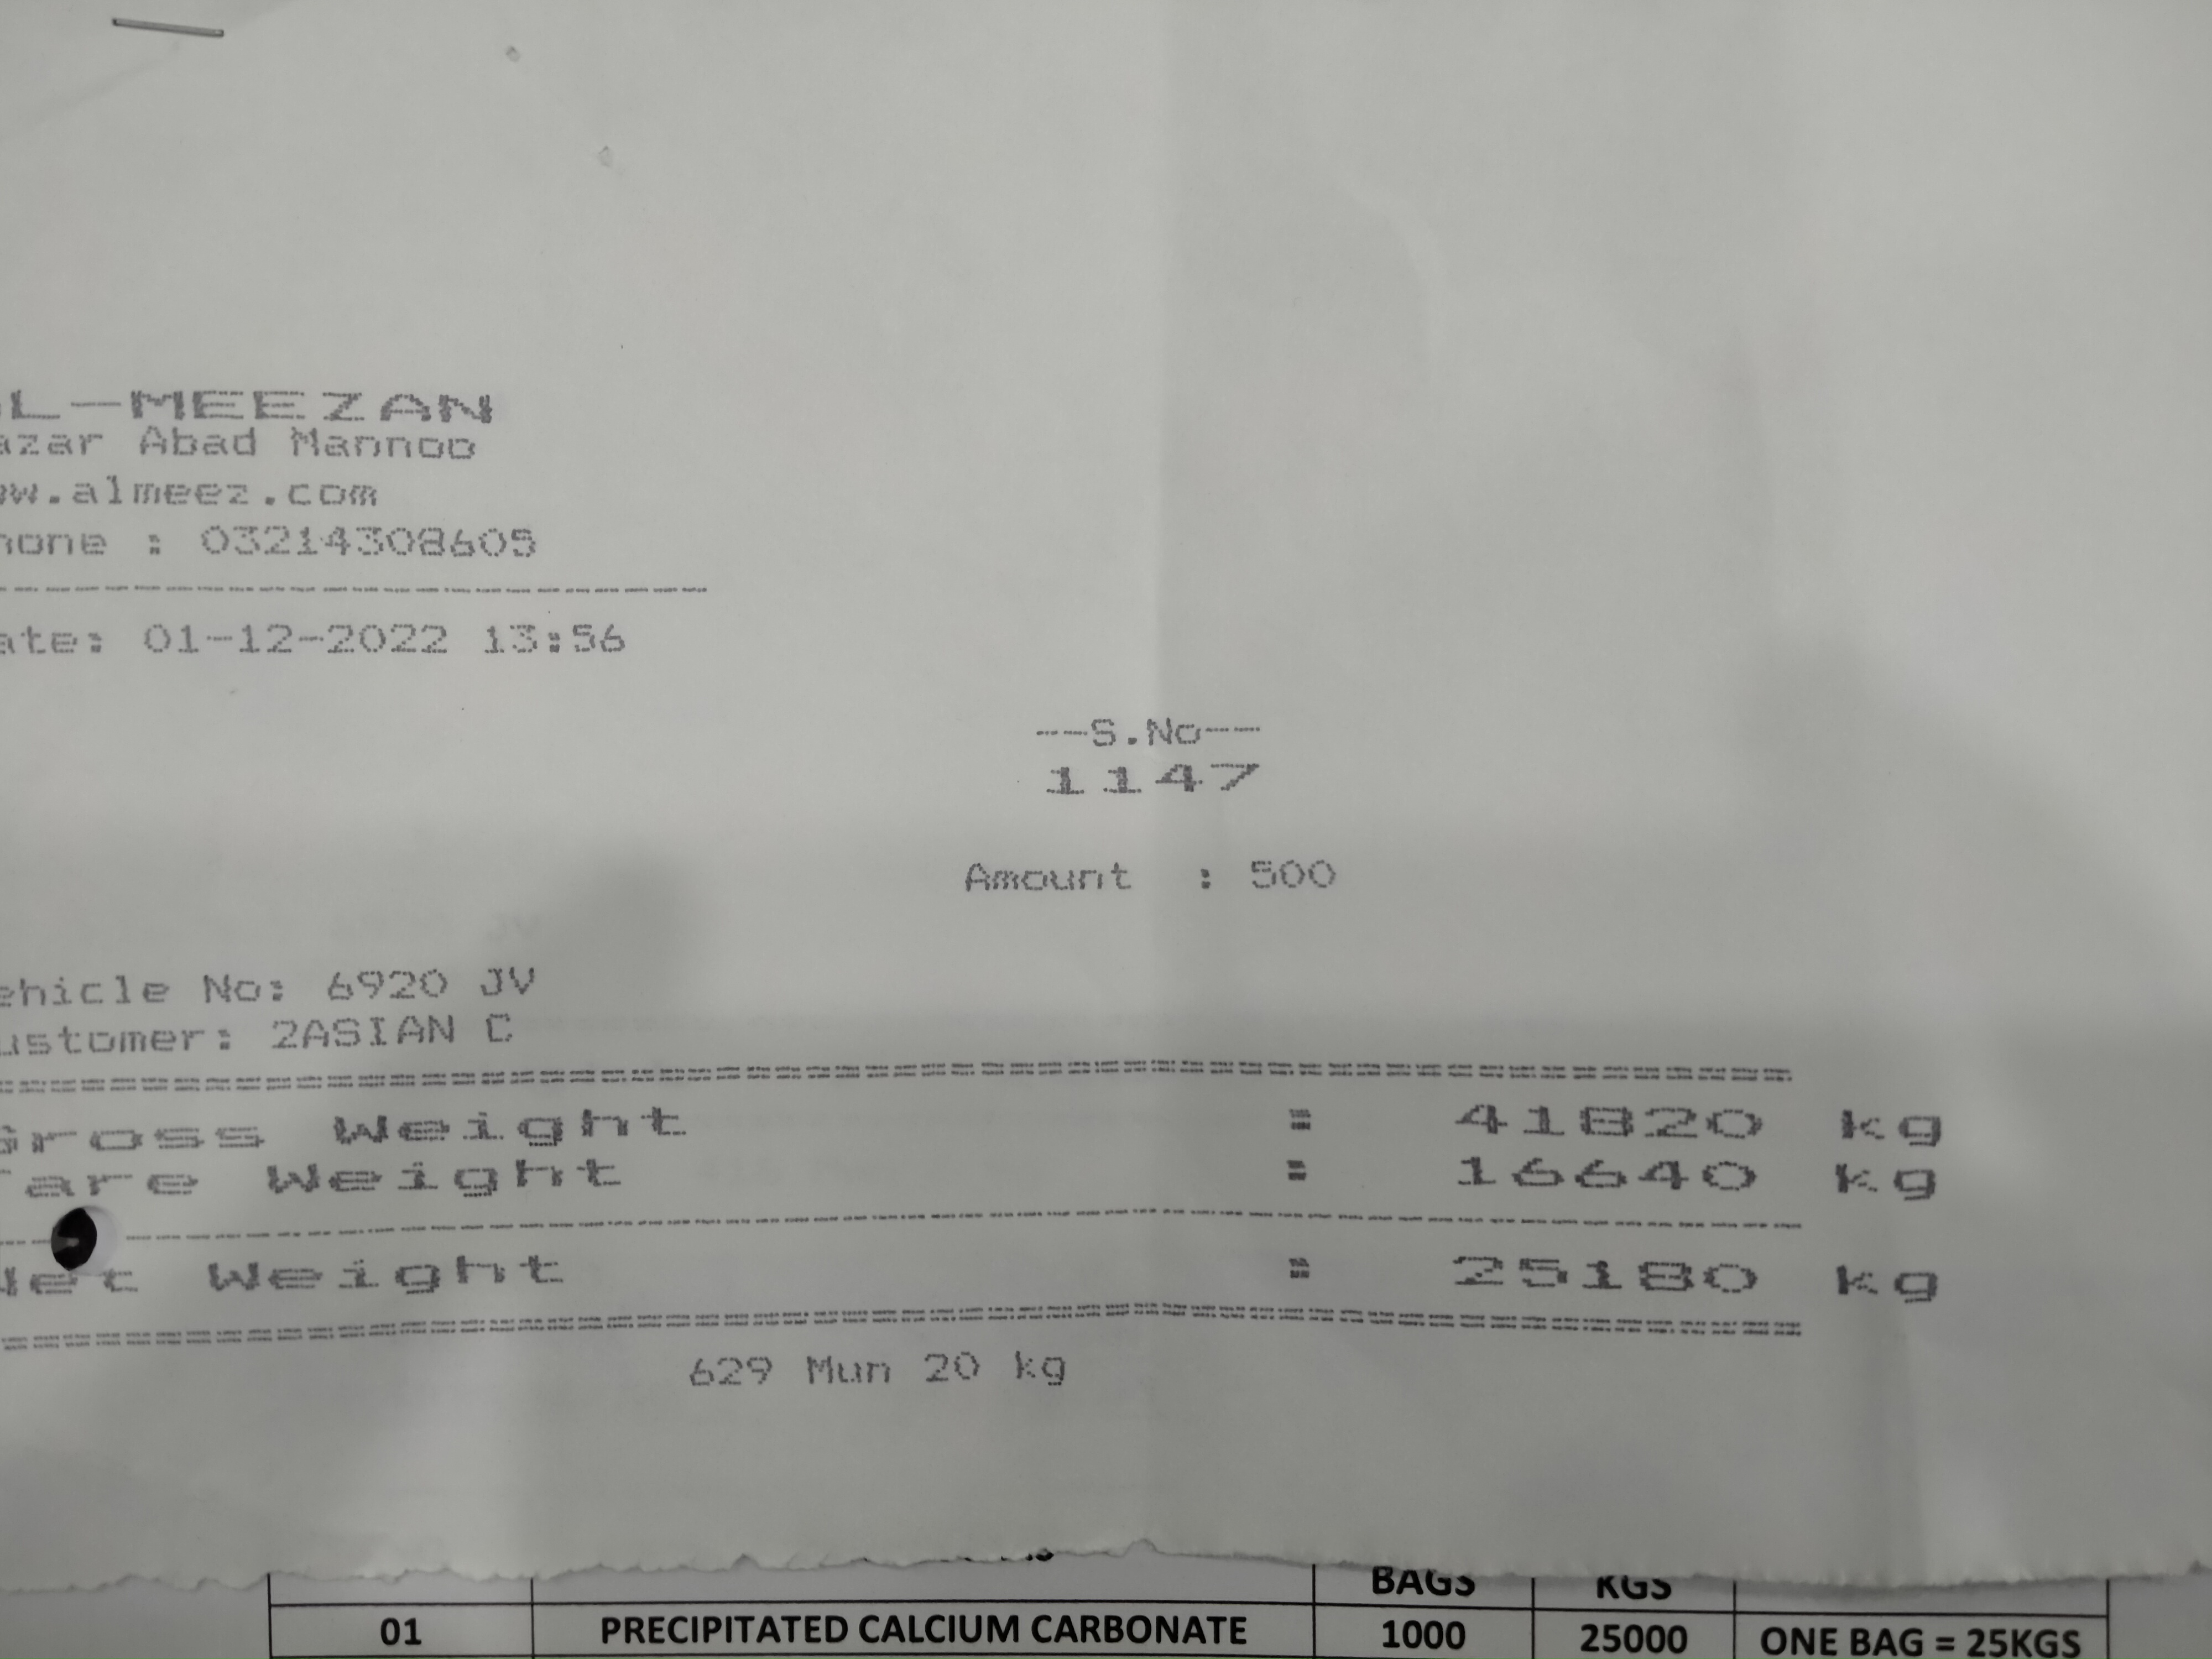 L-MEEZAN
azar Abad Mannoo
w.almeez.com
hone : 03214308605
ate: 01-12-2022 13:56
--S.No--
1147
Amount : 500
ehicle No: 6920 JV
ustomer: 2ASIAN C
Gross Weight = 41820 kg
Tare Weight = 16640 kg
Net Weight = 25180 kg
629 Mun 20 kg
BAGS KGS
01 PRECIPITATED CALCIUM CARBONATE 1000 25000 ONE BAG = 25KGS